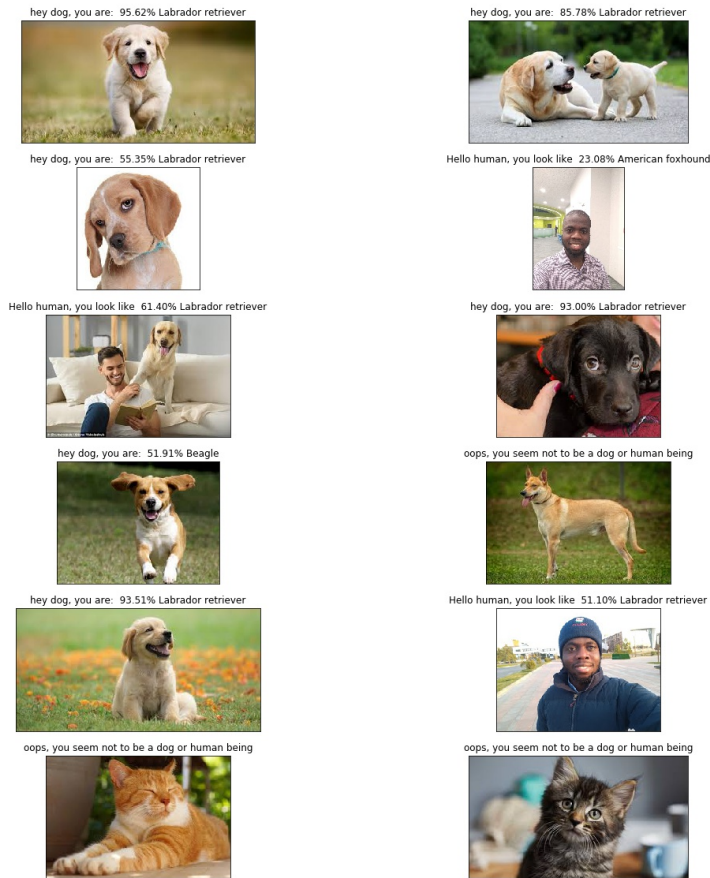 hey dog, you are:  95.62% Labrador retriever
hey dog, you are:  85.78% Labrador retriever
hey dog, you are:  55.35% Labrador retriever
Hello human, you look like  23.08% American foxhound
Hello human, you look like  61.40% Labrador retriever
hey dog, you are:  93.00% Labrador retriever
hey dog, you are:  51.91% Beagle
oops, you seem not to be a dog or human being
hey dog, you are:  93.51% Labrador retriever
Hello human, you look like  51.10% Labrador retriever
oops, you seem not to be a dog or human being
oops, you seem not to be a dog or human being